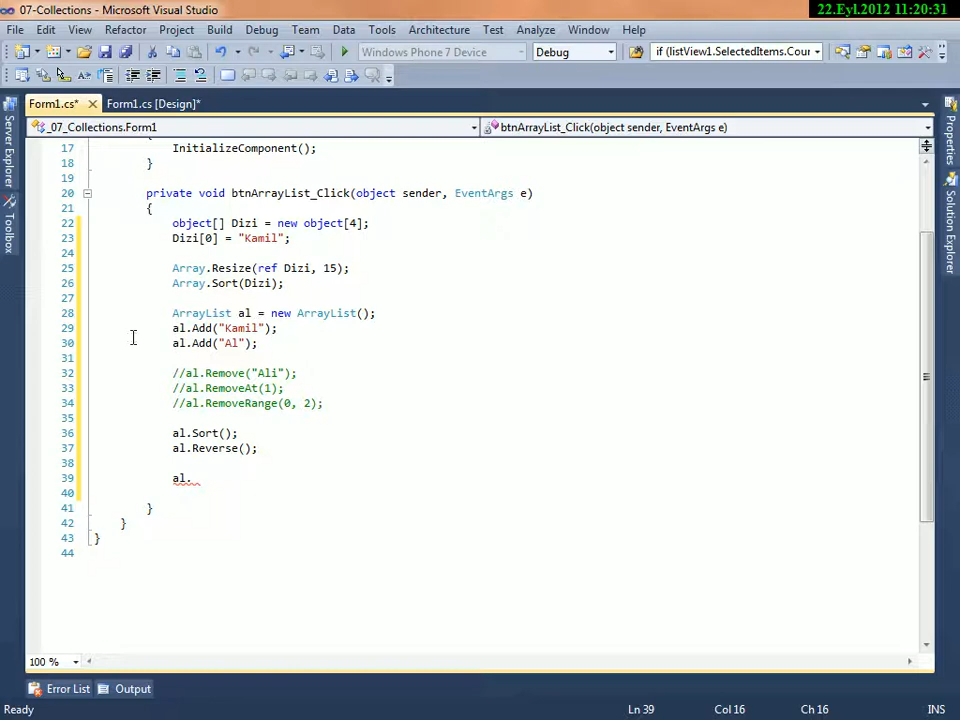 07-Collections - Microsoft Visual Studio
22.Eyl.2012 11:20:31
File Edit View Refactor Project Build Debug Team Data Tools Architecture Test Analyze Window Help
Windows Phone 7 Device Debug if (listView1.SelectedItems.Cour
Form1.cs* Form1.cs [Design]*
_07_Collections.Form1 btnArrayList_Click(object sender, EventArgs e)
Server Explorer
Toolbox
Properties
Solution Explorer
17 InitializeComponent();
18 }
19
20 private void btnArrayList_Click(object sender, EventArgs e)
21 {
22 object[] Dizi = new object[4];
23 Dizi[0] = "Kamil";
24
25 Array.Resize(ref Dizi, 15);
26 Array.Sort(Dizi);
27
28 ArrayList al = new ArrayList();
29 al.Add("Kamil");
30 al.Add("Al");
31
32 //al.Remove("Ali");
33 //al.RemoveAt(1);
34 //al.RemoveRange(0, 2);
35
36 al.Sort();
37 al.Reverse();
38
39 al.
40
41 }
42 }
43 }
44
100 %
Error List Output
Ready Ln 39 Col 16 Ch 16 INS